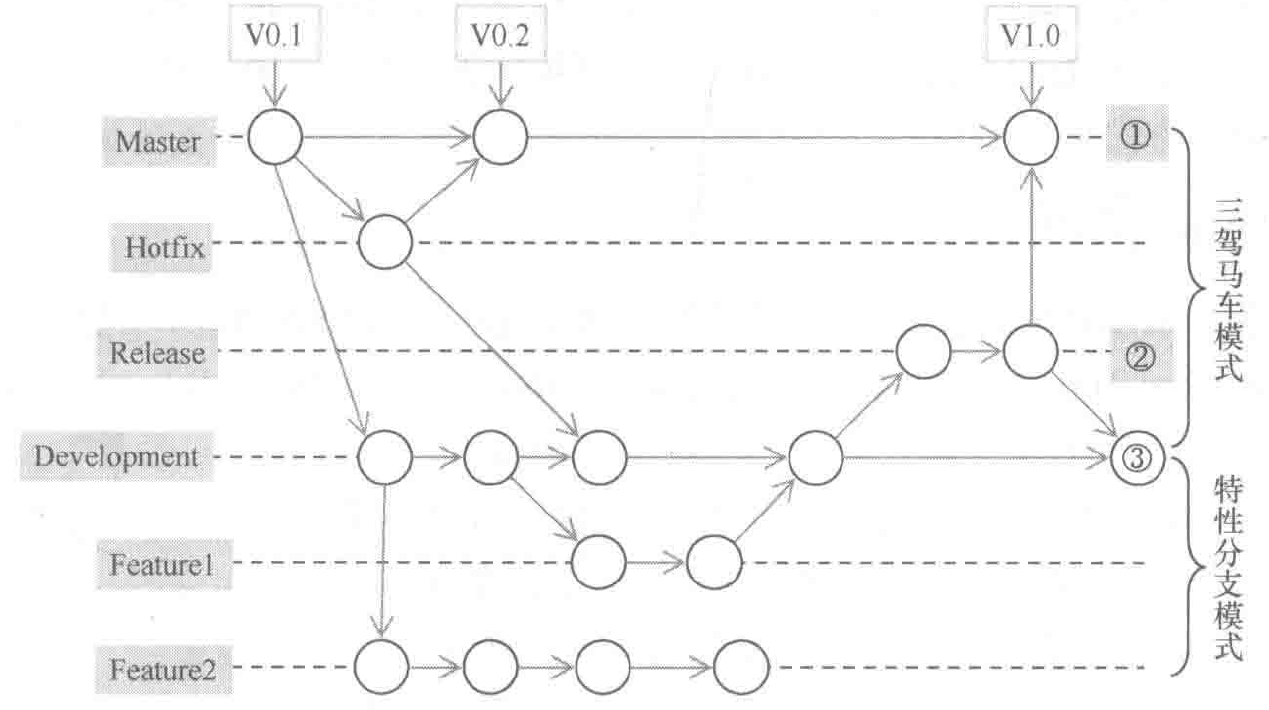 V0.1 V0.2 V1.0
Master ①
Hotfix
Release ②
Development ③
Feature1
Feature2
三驾马车模式
特性分支模式